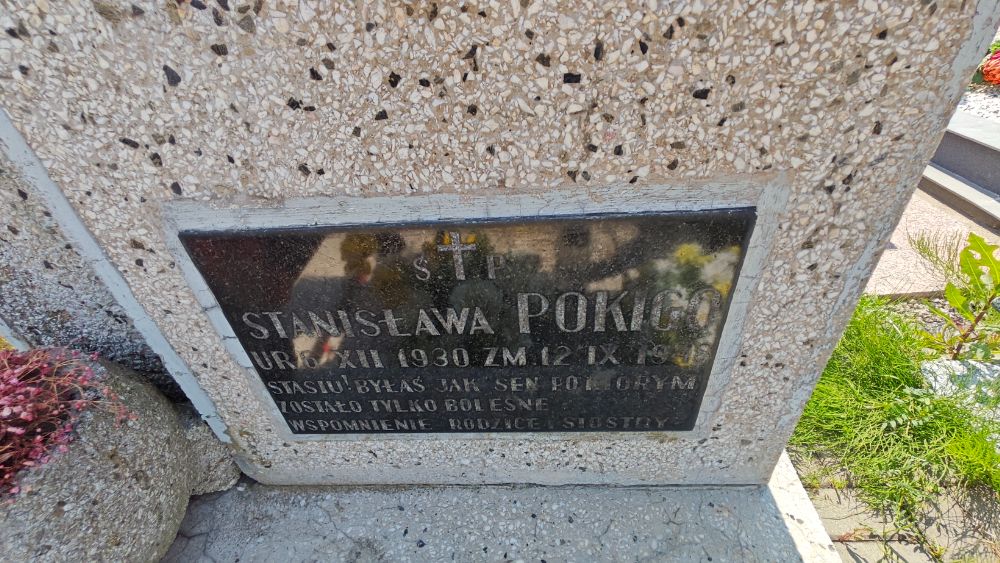 Ś P
STANISŁAWA POKIGO
UR 6 XII 1930 ZM 12 IX
STASIU! BYŁAŚ JAK SEN PO KTÓRYM
ZOSTAŁO TYLKO BOLESNE
WSPOMNIENIE RODZICE, SIOSTRY